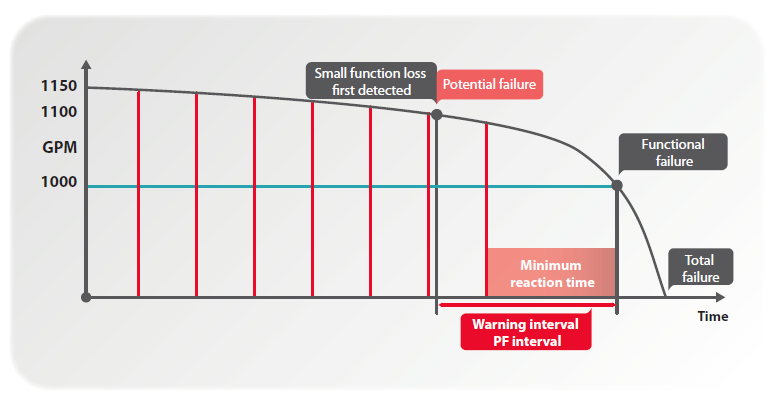 Small function loss
first detected
Potential failure
1150
1100
GPM
1000
Functional
failure
Minimum
reaction time
Total
failure
Time
Warning interval
PF interval